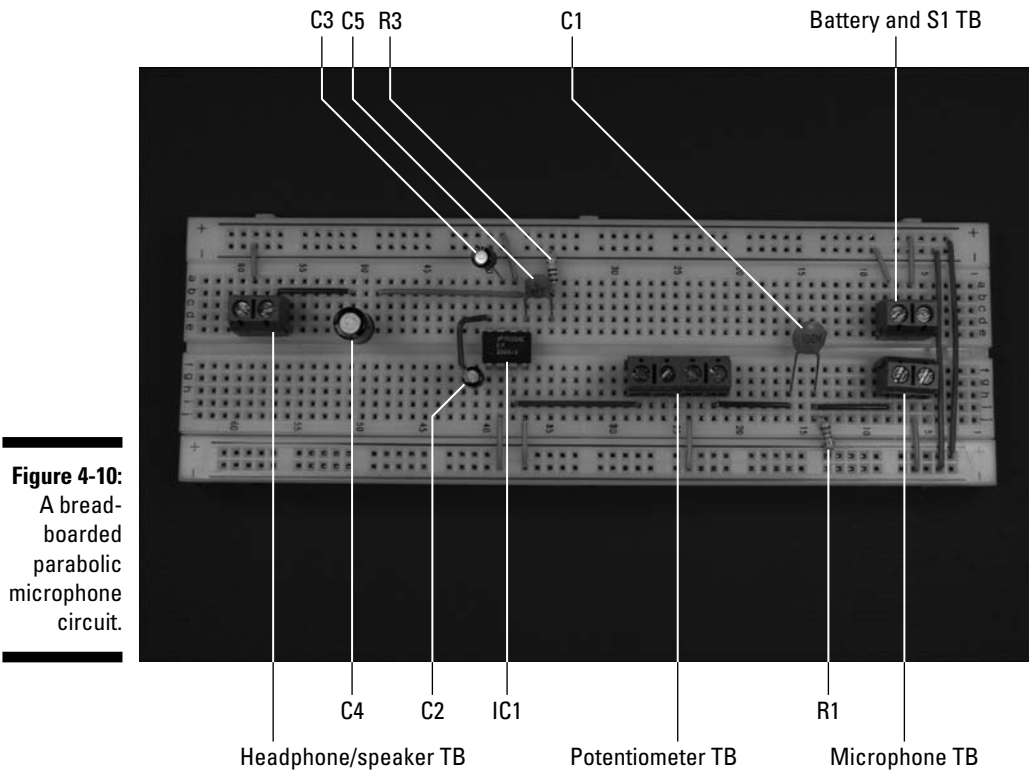 C3 C5 R3 C1 Battery and S1 TB
Figure 4-10:
A bread-
boarded
parabolic
microphone
circuit.
C4 C2 IC1 R1
Headphone/speaker TB Potentiometer TB Microphone TB